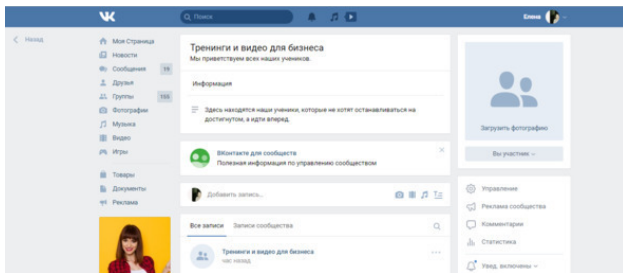 Поиск
Елена
Назад
Моя Страница
Новости
Сообщения 19
Друзья
Группы 193
Фотографии
Музыка
Видео
Игры
Товары
Документы
Реклама
Тренинги и видео для бизнеса
Мы приветствуем всех наших учеников.
Информация
Здесь находятся наши ученики, которые не хотят останавливаться на
достигнутом, а идти вперед.
ВКонтакте для сообществ
Полезная информация по управлению сообществом
Добавить запись...
Все записи Записи сообщества
Тренинги и видео для бизнеса
час назад
Загрузить фотографию
Вы участник
Управление
Реклама сообщества
Комментарии
Статистика
Увед. включены